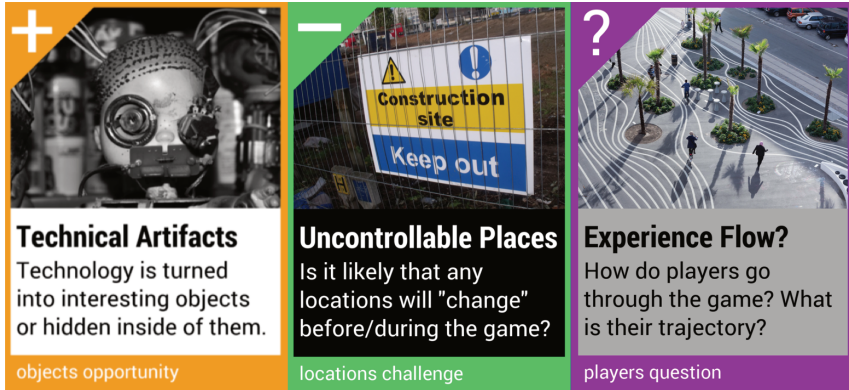 +
Technical Artifacts
Technology is turned
into interesting objects
or hidden inside of them.
objects opportunity
−
Construction
site
Keep out
Uncontrollable Places
Is it likely that any
locations will "change"
before/during the game?
locations challenge
?
Experience Flow?
How do players go
through the game? What
is their trajectory?
players question